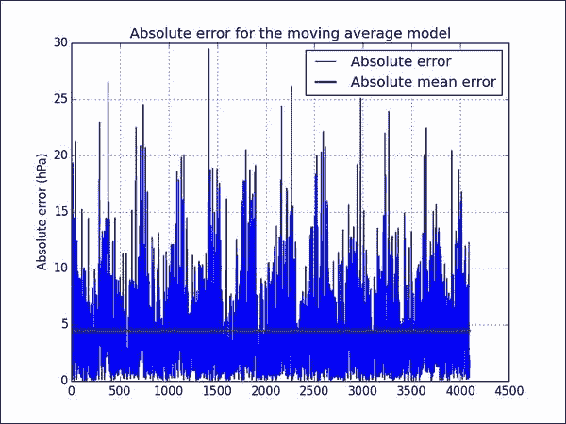 Absolute error for the moving average model
Absolute error
Absolute mean error
Absolute error (hPa)
30
25
20
15
10
5
0
0 500 1000 1500 2000 2500 3000 3500 4000 4500